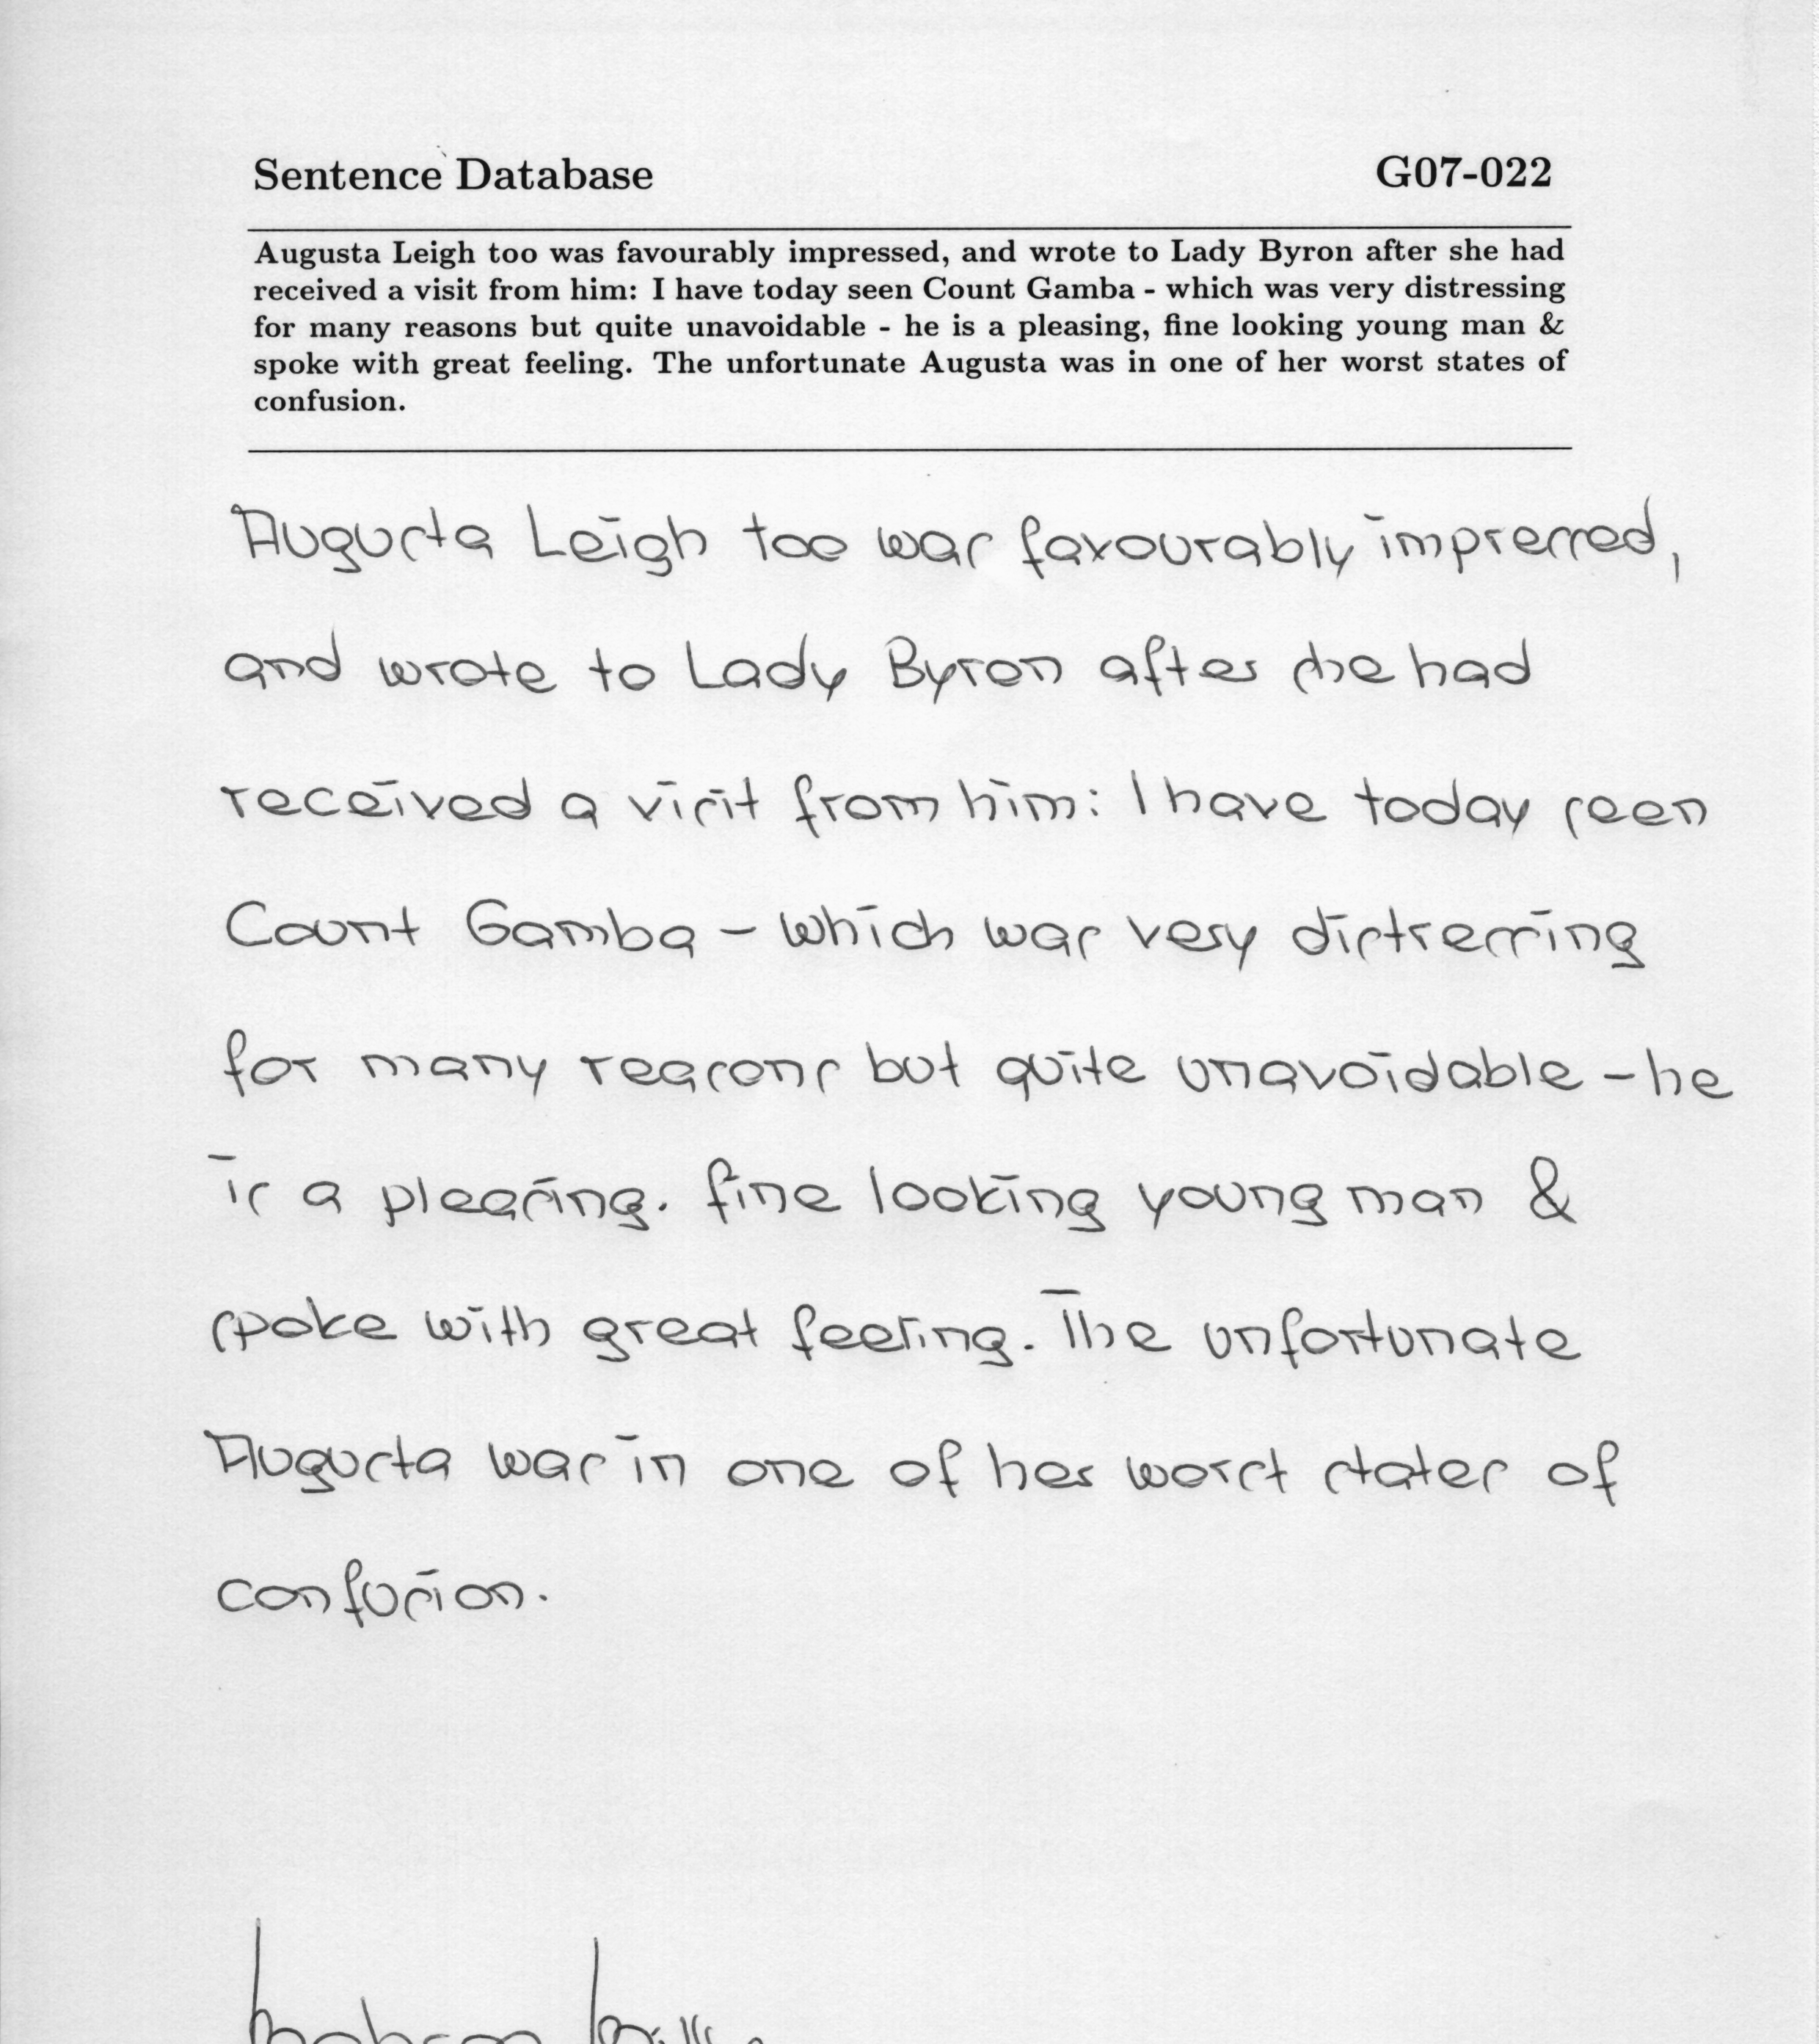 Sentence Database G07-022
Augusta Leigh too was favourably impressed, and wrote to Lady Byron after she had
received a visit from him: I have today seen Count Gamba - which was very distressing
for many reasons but quite unavoidable - he is a pleasing, fine looking young man &
spoke with great feeling. The unfortunate Augusta was in one of her worst states of
confusion.
Augusta Leigh too was favourably impressed,
and wrote to Lady Byron after she had
received a visit from him: I have today seen
Count Gamba - which was very distressing
for many reasons but quite unavoidable - he
is a pleasing. fine looking young man &
spoke with great feeling. The unfortunate
Augusta was in one of her worst states of
confusion.